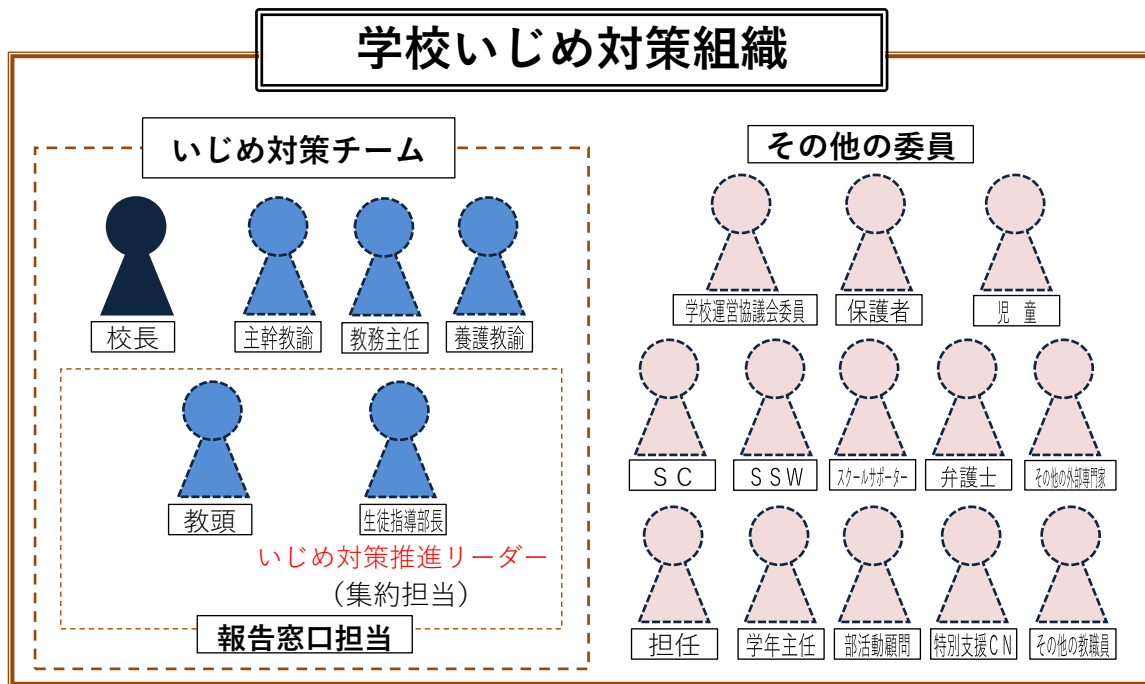 学校いじめ対策組織
いじめ対策チーム
校長
主幹教諭
教務主任
養護教諭
教頭
生徒指導部長
いじめ対策推進リーダー
（集約担当）
報告窓口担当
その他の委員
学校運営協議会委員
保護者
児　童
ＳＣ
ＳＳＷ
スクールサポーター
弁護士
その他の外部専門家
担任
学年主任
部活動顧問
特別支援ＣＮ
その他の教職員